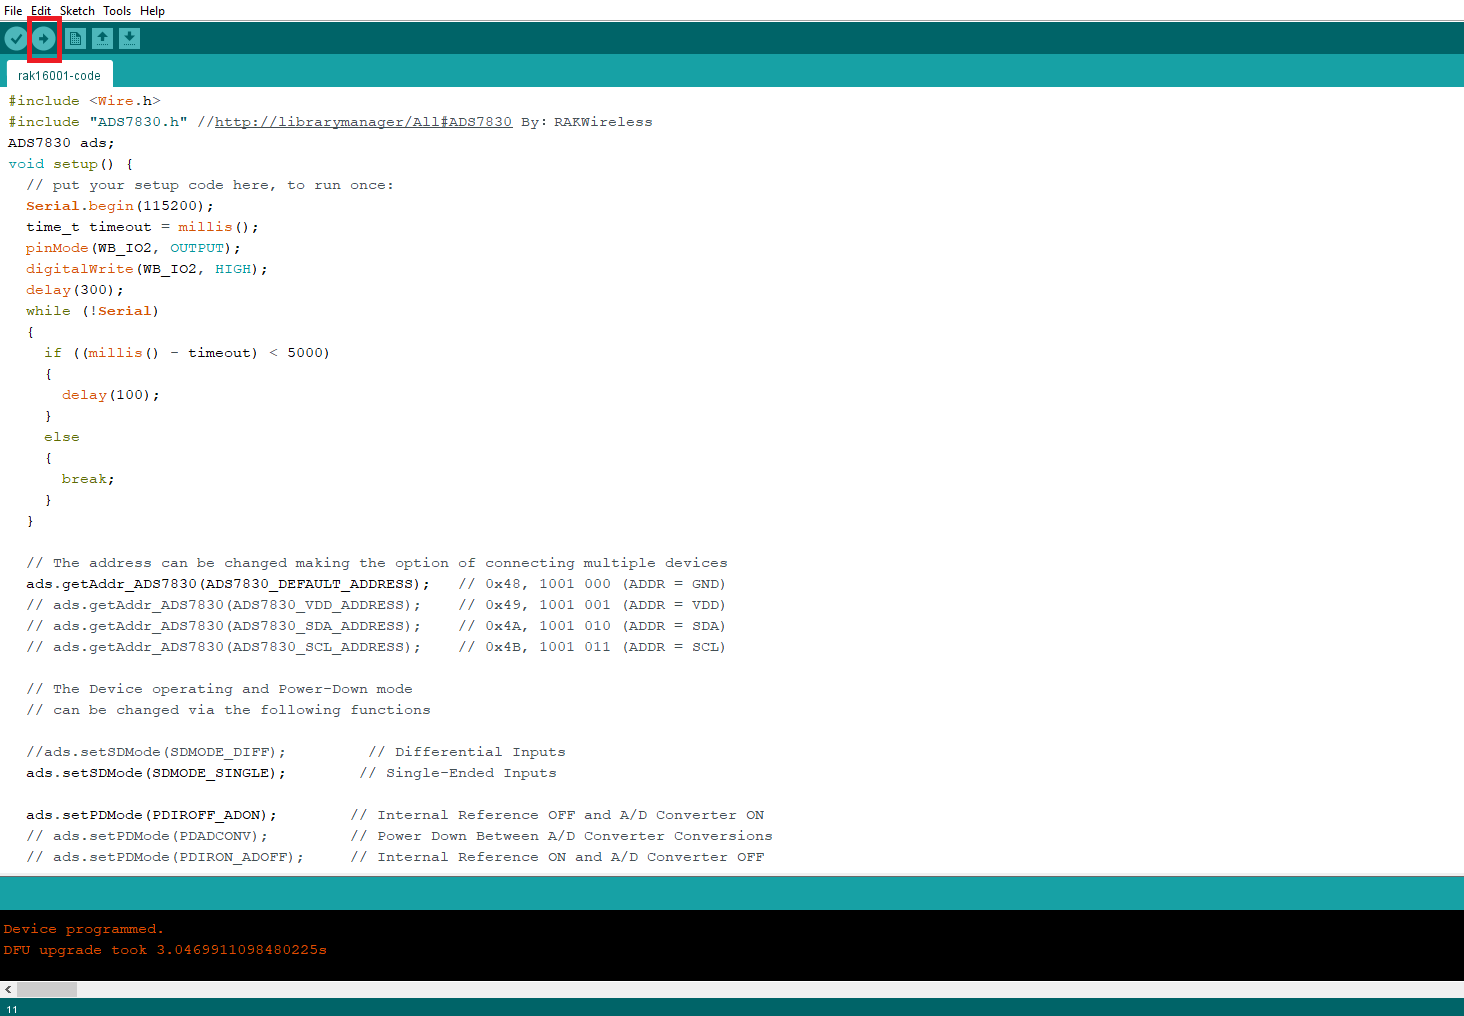 File Edit Sketch Tools Help
rak16001-code
#include <Wire.h>
#include "ADS7830.h" //http://librarymanager/All#ADS7830 By: RAKWireless
ADS7830 ads;
void setup() {
  // put your setup code here, to run once:
  Serial.begin(115200);
  time_t timeout = millis();
  pinMode(WB_IO2, OUTPUT);
  digitalWrite(WB_IO2, HIGH);
  delay(300);
  while (!Serial)
  {
    if ((millis() - timeout) < 5000)
    {
      delay(100);
    }
    else
    {
      break;
    }
  }
  // The address can be changed making the option of connecting multiple devices
  ads.getAddr_ADS7830(ADS7830_DEFAULT_ADDRESS);   // 0x48, 1001 000 (ADDR = GND)
  // ads.getAddr_ADS7830(ADS7830_VDD_ADDRESS);    // 0x49, 1001 001 (ADDR = VDD)
  // ads.getAddr_ADS7830(ADS7830_SDA_ADDRESS);    // 0x4A, 1001 010 (ADDR = SDA)
  // ads.getAddr_ADS7830(ADS7830_SCL_ADDRESS);    // 0x4B, 1001 011 (ADDR = SCL)
  // The Device operating and Power-Down mode
  // can be changed via the following functions
  //ads.setSDMode(SDMODE_DIFF);         // Differential Inputs
  ads.setSDMode(SDMODE_SINGLE);        // Single-Ended Inputs
  ads.setPDMode(PDIROFF_ADON);        // Internal Reference OFF and A/D Converter ON
  // ads.setPDMode(PDADCONV);         // Power Down Between A/D Converter Conversions
  // ads.setPDMode(PDIRON_ADOFF);     // Internal Reference ON and A/D Converter OFF
Device programmed.
DFU upgrade took 3.0469911098480225s
11